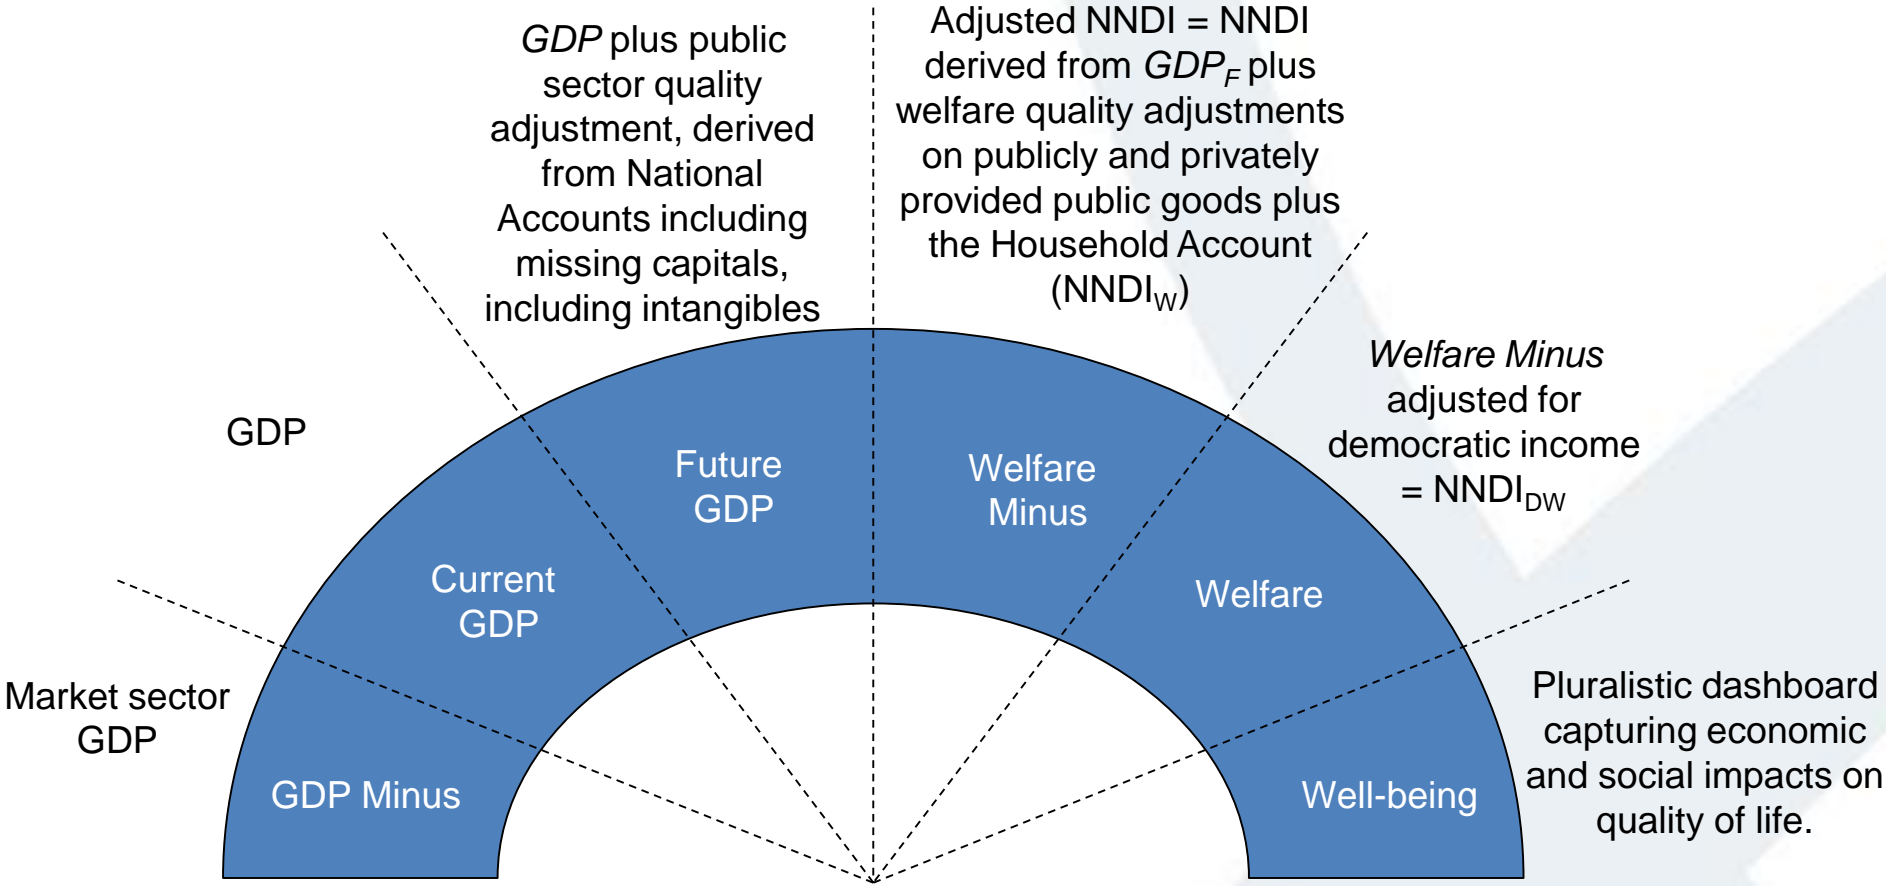 Market sector
GDP
GDP Minus
GDP
Current
GDP
GDP plus public
sector quality
adjustment, derived
from National
Accounts including
missing capitals,
including intangibles
Future
GDP
Adjusted NNDI = NNDI
derived from GDP_F plus
welfare quality adjustments
on publicly and privately
provided public goods plus
the Household Account
(NNDI_W)
Welfare
Minus
Welfare Minus
adjusted for
democratic income
= NNDI_DW
Welfare
Pluralistic dashboard
capturing economic
and social impacts on
quality of life.
Well-being